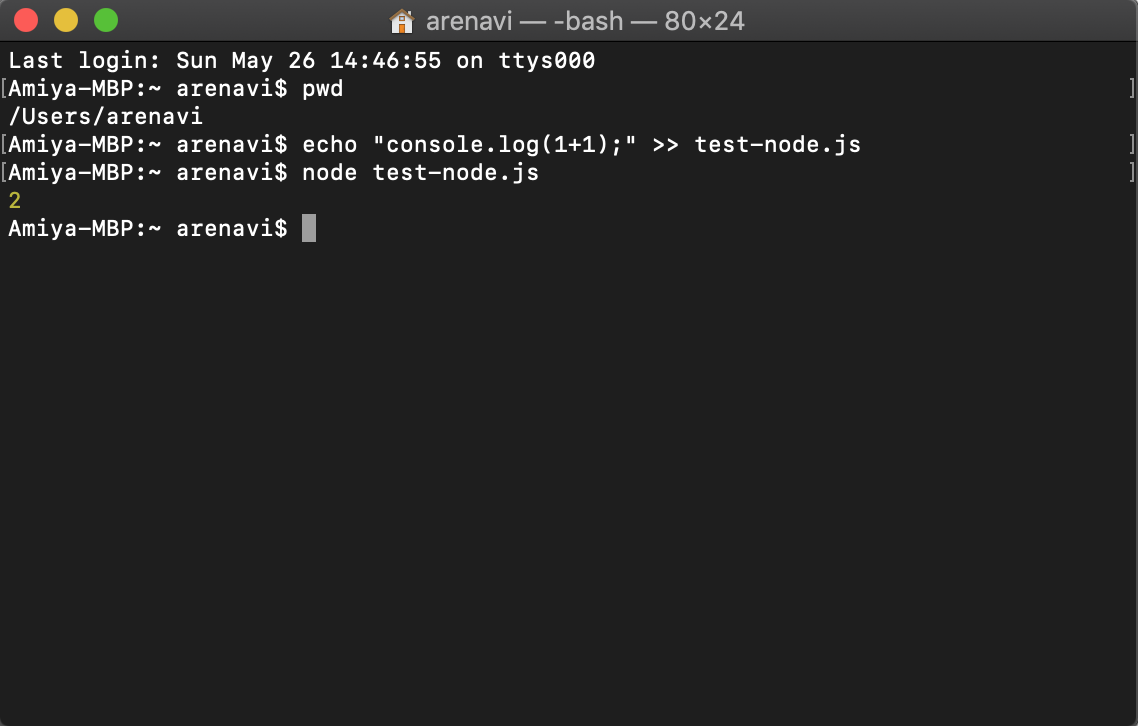 arenavi — -bash — 80×24
Last login: Sun May 26 14:46:55 on ttys000
[Amiya-MBP:~ arenavi$ pwd ]
/Users/arenavi
[Amiya-MBP:~ arenavi$ echo "console.log(1+1);" >> test-node.js ]
[Amiya-MBP:~ arenavi$ node test-node.js ]
2
Amiya-MBP:~ arenavi$